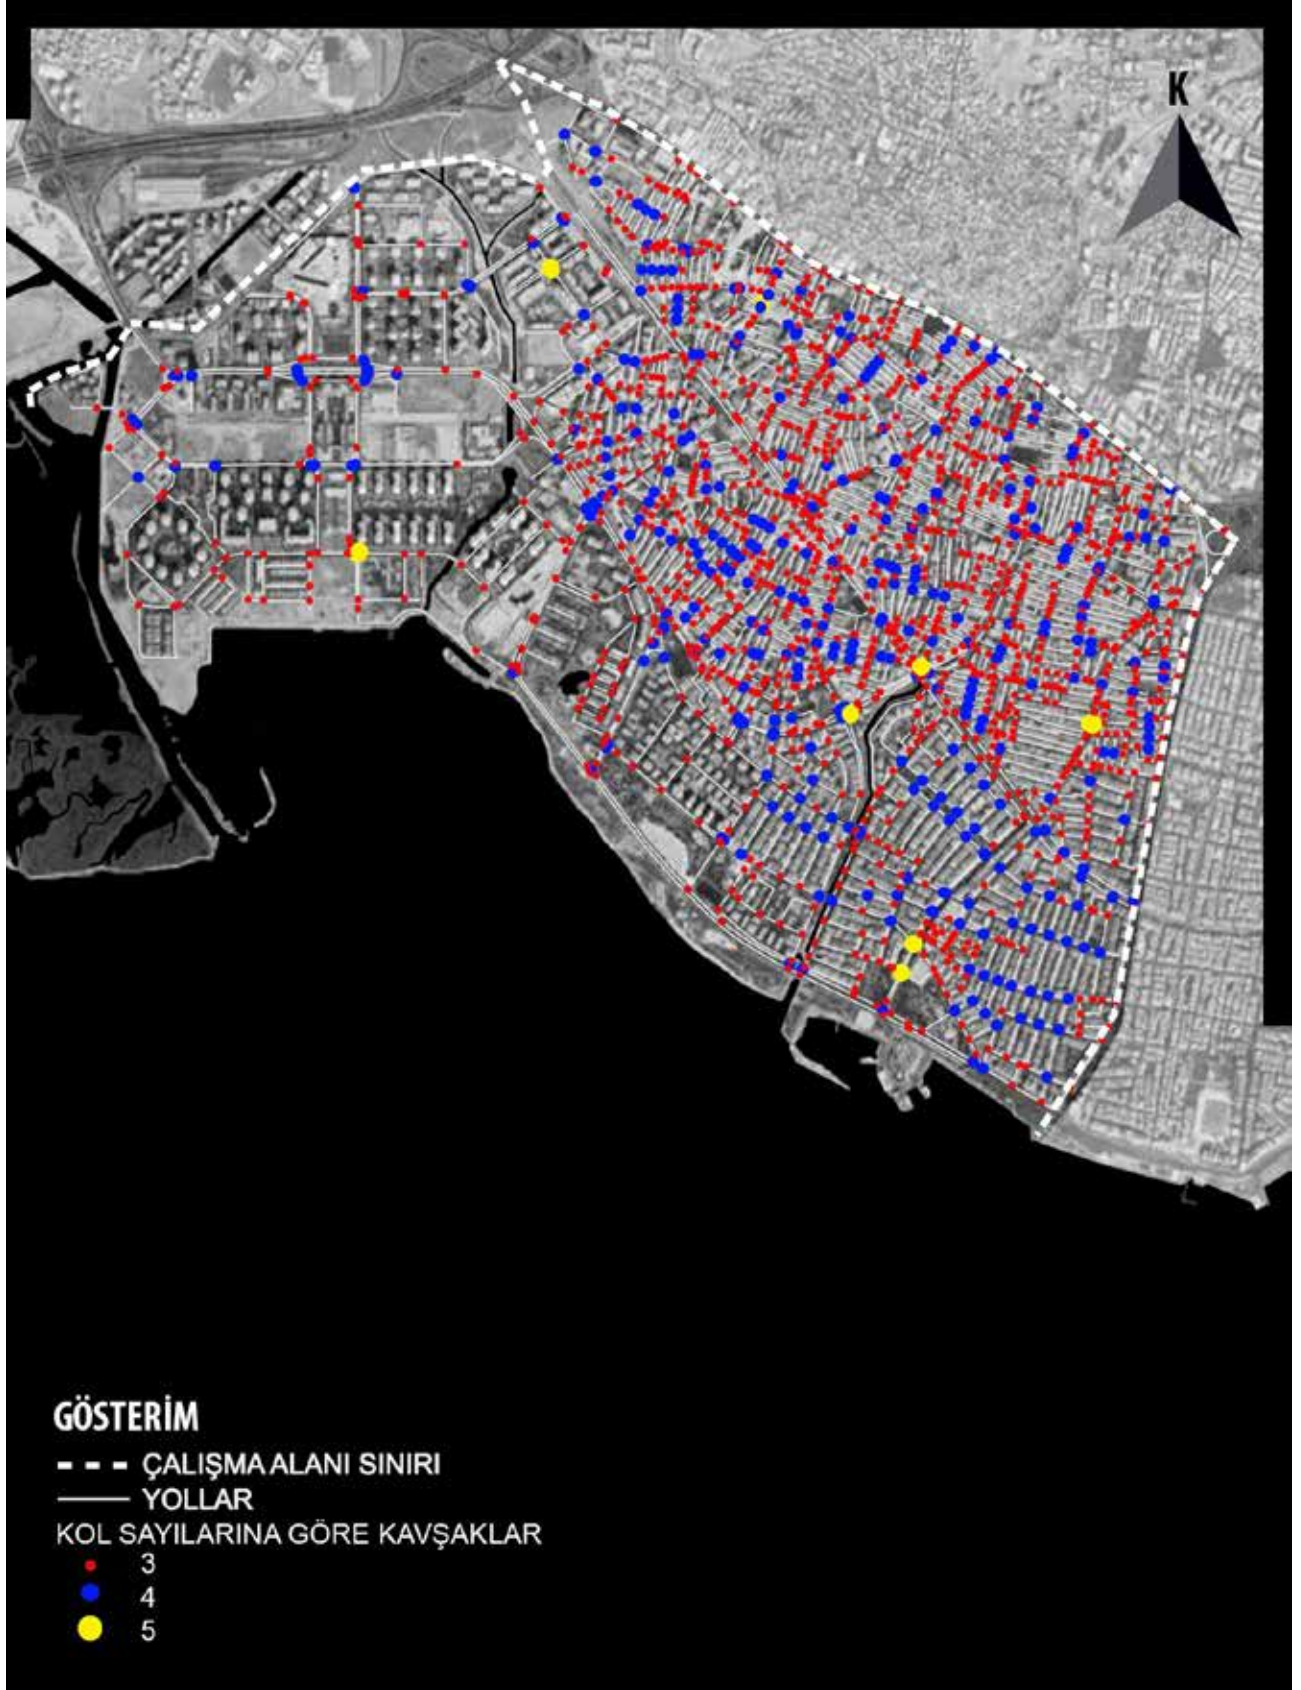 K
GÖSTERİM
ÇALIŞMA ALANI SINIRI
YOLLAR
KOL SAYILARINA GÖRE KAVŞAKLAR
3
4
5